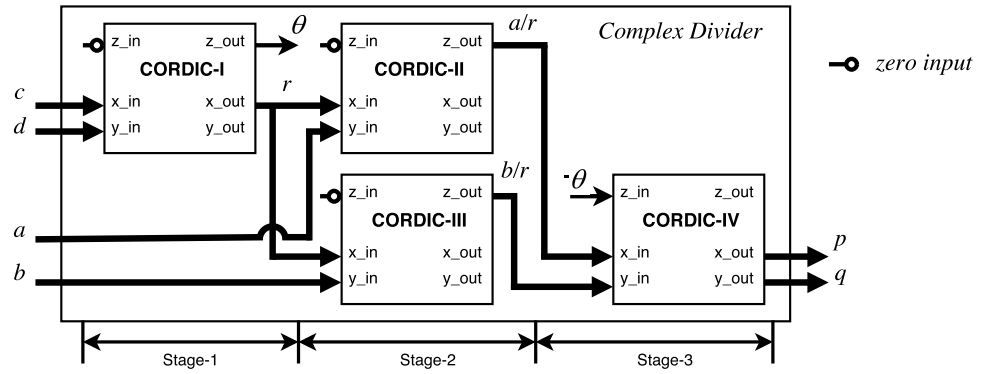 Complex Divider
zero input
z_in z_out
CORDIC-I
x_in x_out
y_in y_out
θ
r
c
d
z_in z_out
CORDIC-II
x_in x_out
y_in y_out
a/r
a
b
z_in z_out
CORDIC-III
x_in x_out
y_in y_out
b/r
-θ
z_in z_out
CORDIC-IV
x_in x_out
y_in y_out
p
q
Stage-1 Stage-2 Stage-3